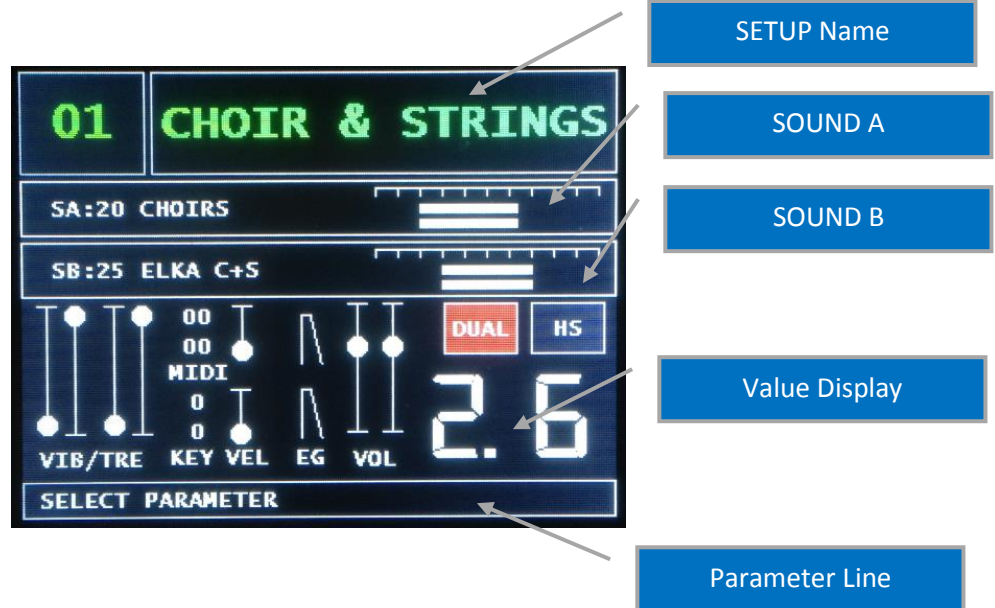 SETUP Name
01 CHOIR & STRINGS
SOUND A
SA:20 CHOIRS
SOUND B
SB:25 ELKA C+S
DUAL HS
00
00
MIDI
0
0
2.6
Value Display
VIB/TRE KEY VEL EG VOL
SELECT PARAMETER
Parameter Line